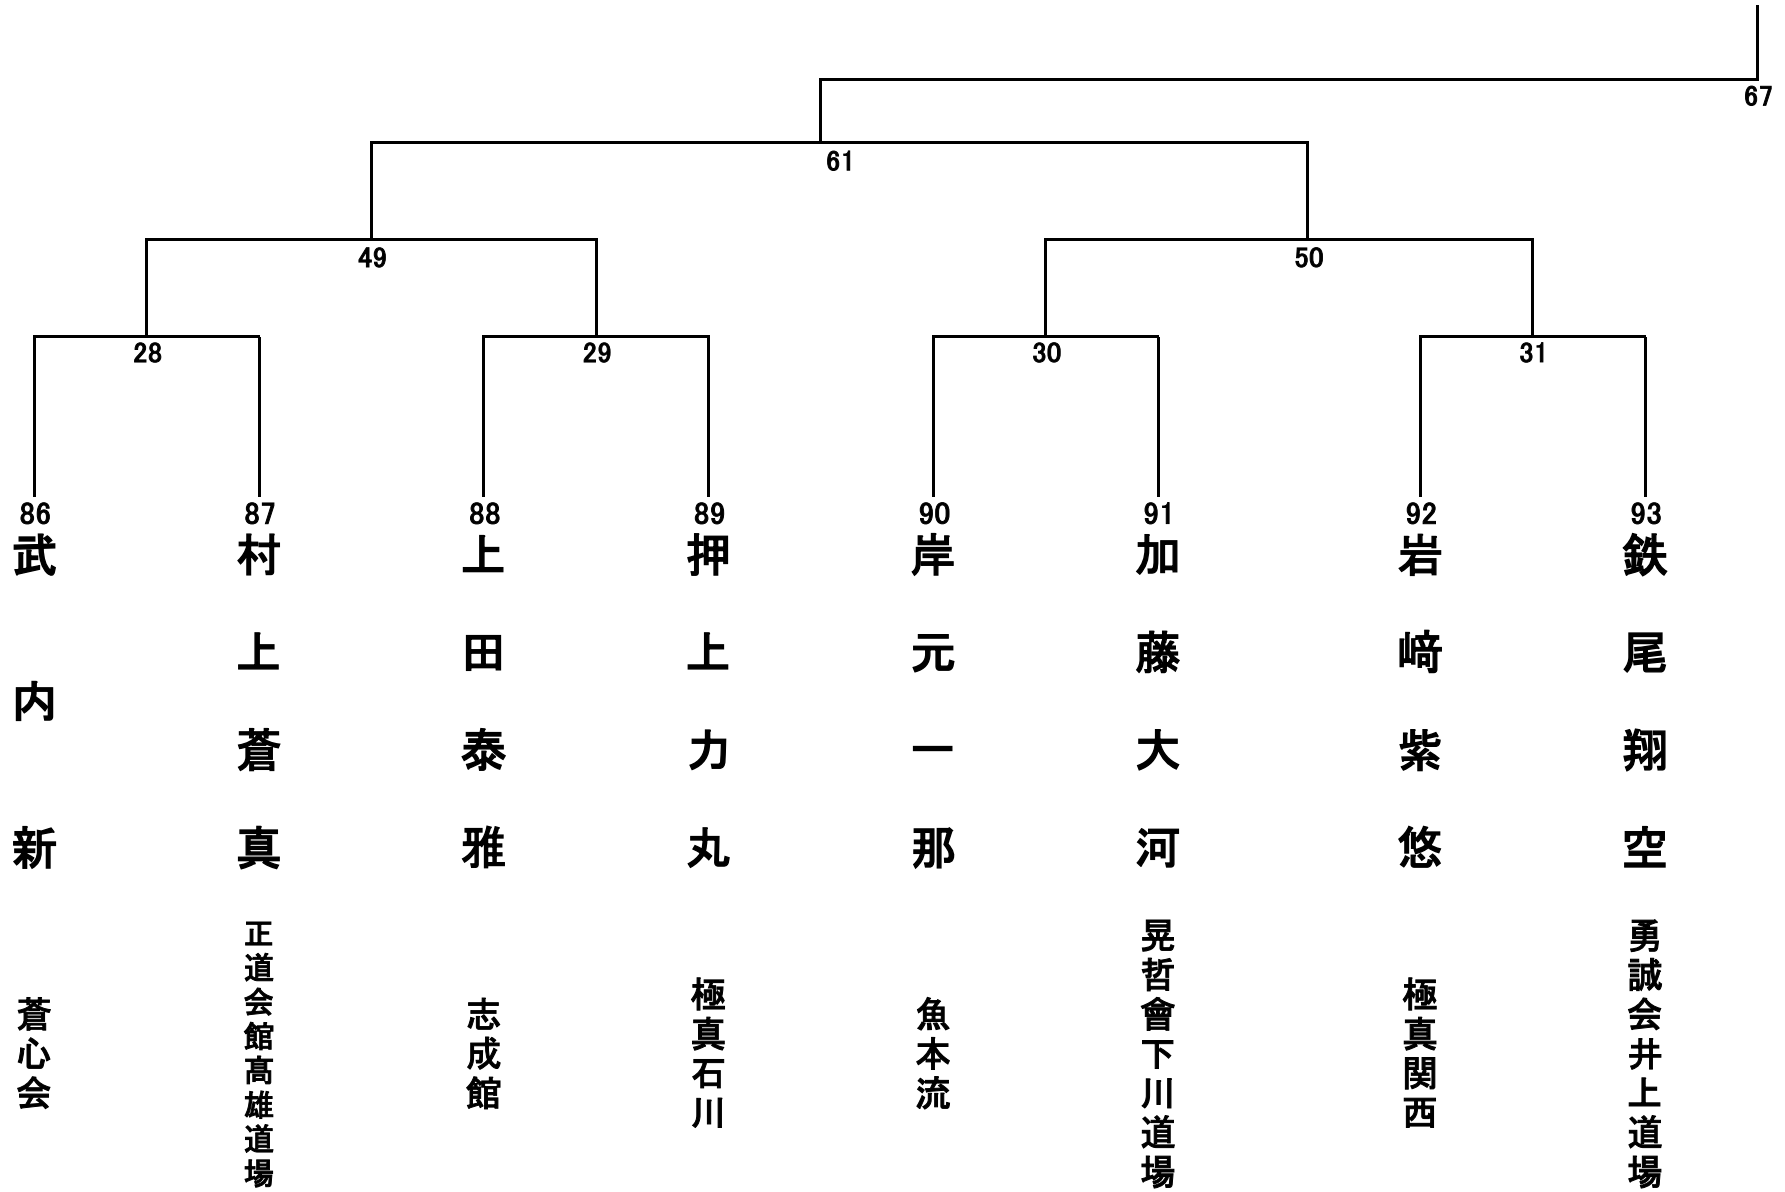 67
61
49
50
28
29
30
31
86
武内新
蒼心会
87
村上蒼真
正道会館髙雄道場
88
上田泰雅
志成館
89
押上力丸
極真石川
90
岸元一那
魚本流
91
加藤大河
晃哲會下川道場
92
岩﨑紫悠
極真関西
93
鉄尾翔空
勇誠会井上道場